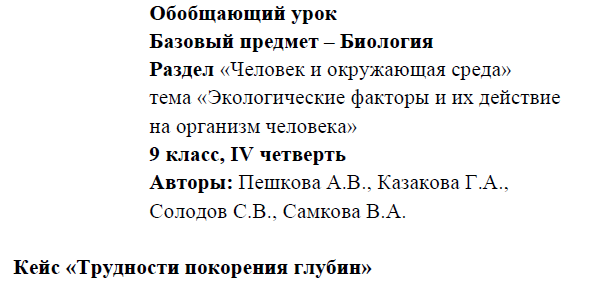 Обобщающий урок
Базовый предмет – Биология
Раздел «Человек и окружающая среда»
тема «Экологические факторы и их действие
на организм человека»
9 класс, IV четверть
Авторы: Пешкова А.В., Казакова Г.А.,
Солодов С.В., Самкова В.А.
Кейс «Трудности покорения глубин»